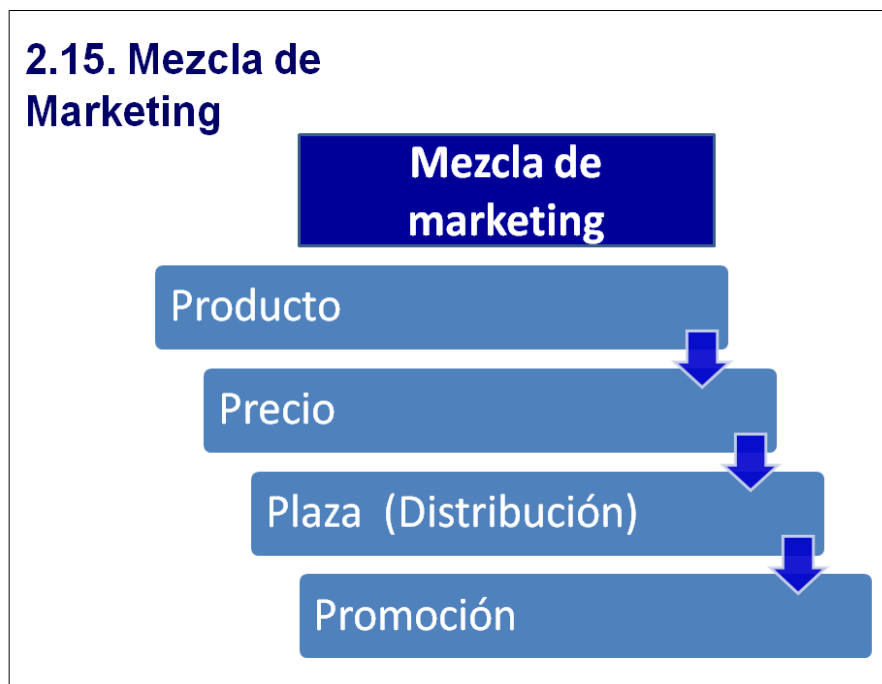 2.15. Mezcla de
Marketing
Mezcla de
marketing
Producto
Precio
Plaza (Distribución)
Promoción